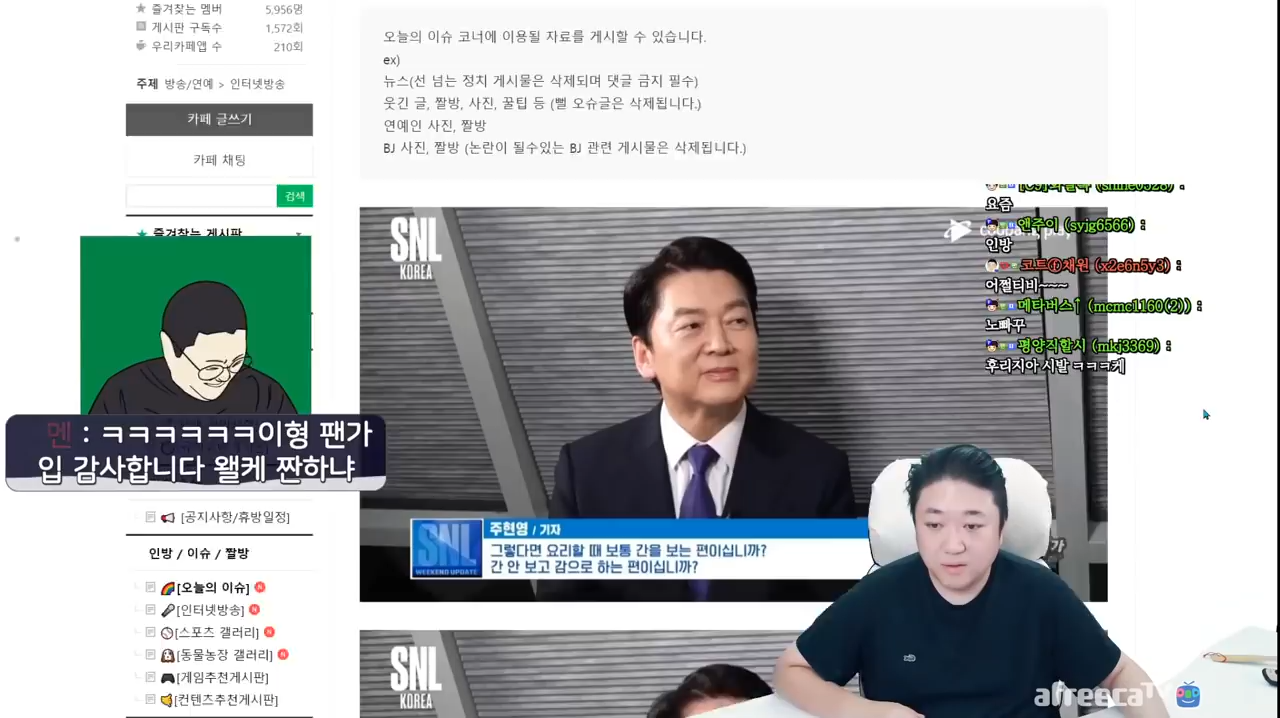 즐겨찾는 멤버 5,956명
게시판 구독수 1,572회
우리카페앱 수 210회
주제 방송/연예 > 인터넷방송
카페 글쓰기
카페 채팅
검색
즐겨찾는 게시판
오늘의 이슈 코너에 이용될 자료를 게시할 수 있습니다.
ex)
뉴스(선 넘는 정치 게시물은 삭제되며 댓글 금지 필수)
웃긴 글, 짤방, 사진, 꿀팁 등 (뻘 오슈글은 삭제됩니다.)
연예인 사진, 짤방
BJ 사진, 짤방 (논란이 될수있는 BJ 관련 게시물은 삭제됩니다.)
SNL
KOREA
요즘
앤주이 (syjg6566) :
인방
코트ⓕ채원 (x2e6n5y3) :
어쩔티비~~~
메타버스↑ (mcmc1160(2)) :
노빠꾸
평양직할시 (mkj3369) :
후리지아 시발 ㅋㅋㅋ케
멘 : ㅋㅋㅋㅋㅋㅋ이형 팬가
입 감사합니다 왤케 짠하냐
SNL
WEEKEND UPDATE
주현영 / 기자
그렇다면 요리할 때 보통 간을 보는 편이십니까?
간 안 보고 감으로 하는 편이십니까?
[공지사항/휴방일정]
인방 / 이슈 / 짤방
[오늘의 이슈] N
[인터넷방송] N
[스포츠 갤러리] N
[동물농장 갤러리] N
[게임추천게시판]
[컨텐츠추천게시판]
SNL
KOREA
afreecaTV